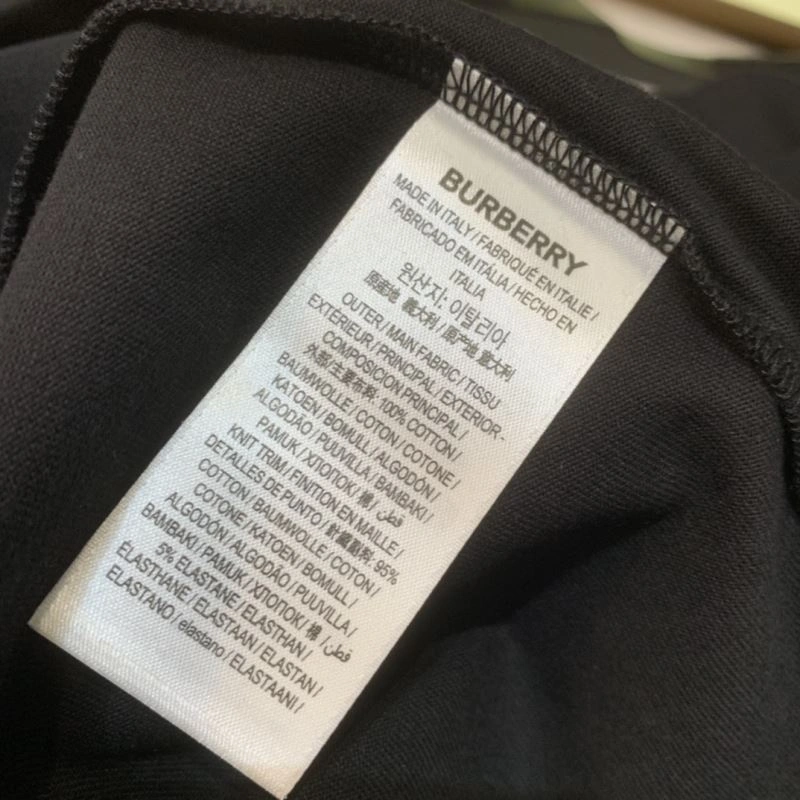 BURBERRY
MADE IN ITALY / FABRIQUÉ EN ITALIE /
FABRICADO EM ITÁLIA / HECHO EN
ITALIA
원산지: 이탈리아
原産地 義大利 / 原产地 意大利
OUTER / MAIN FABRIC / TISSU
EXTÉRIEUR / PRINCIPAL / EXTERIOR -
COMPOSICIÓN PRINCIPAL /
外製/主要布料: 100% COTTON /
BAUMWOLLE / COTON / COTONE /
KATOEN / BOMULL / ALGODÓN /
ALGODÃO / PUUVILLA / BAMBAKI /
PAMUK / ХЛОПОК / 棉 / قطن
KNIT TRIM / FINITION EN MAILLE /
DETALLES DE PUNTO / 針織飾料: 95%
COTTON / BAUMWOLLE / COTON /
COTONE / KATOEN / BOMULL /
ALGODÓN / ALGODÃO / PUUVILLA /
BAMBAKI / PAMUK / ХЛОПОК / 棉 / قطن/
5% ELASTANE / ELASTHAN /
ÉLASTHANE / ELASTAAN / ELASTAN /
ELASTANO / elastano / ELASTAANI /